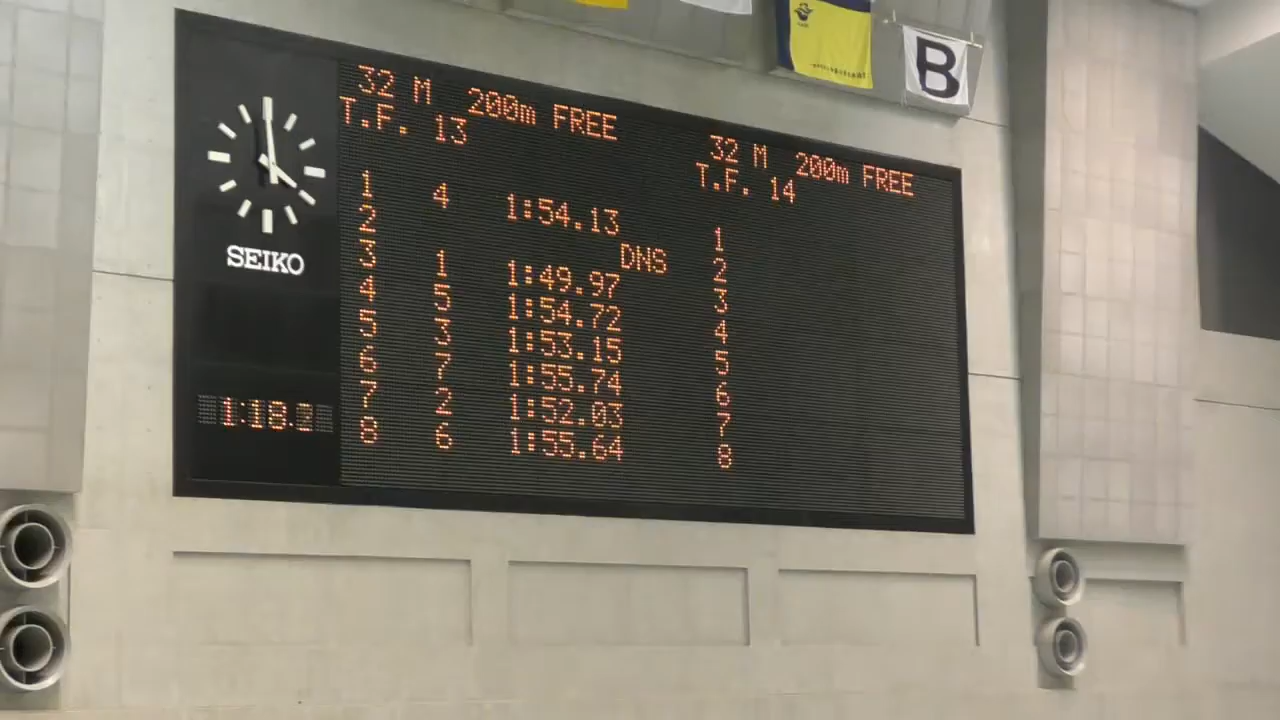 B
32 M 200m FREE
T.F. 13
1 4 1:54.13
2 DNS
3 1 1:49.97
4 5 1:54.72
5 3 1:53.15
6 7 1:55.74
7 2 1:52.03
8 6 1:55.64
32 M 200m FREE
T.F. 14
1
2
3
4
5
6
7
8
SEIKO
1:18.